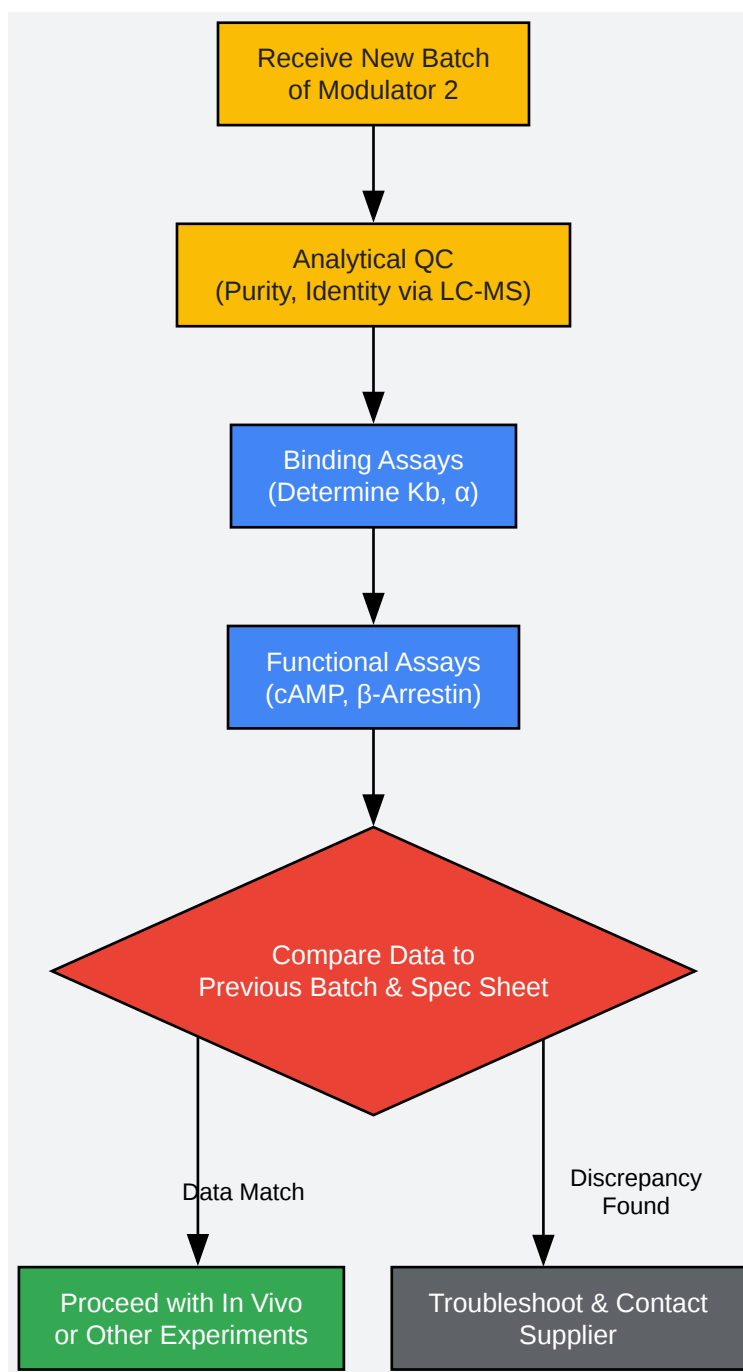 Receive New Batch
of Modulator 2
Analytical QC
(Purity, Identity via LC-MS)
Binding Assays
(Determine Kb, α)
Functional Assays
(cAMP, β-Arrestin)
Compare Data to
Previous Batch & Spec Sheet
Data Match
Discrepancy
Found
Proceed with In Vivo
or Other Experiments
Troubleshoot & Contact
Supplier